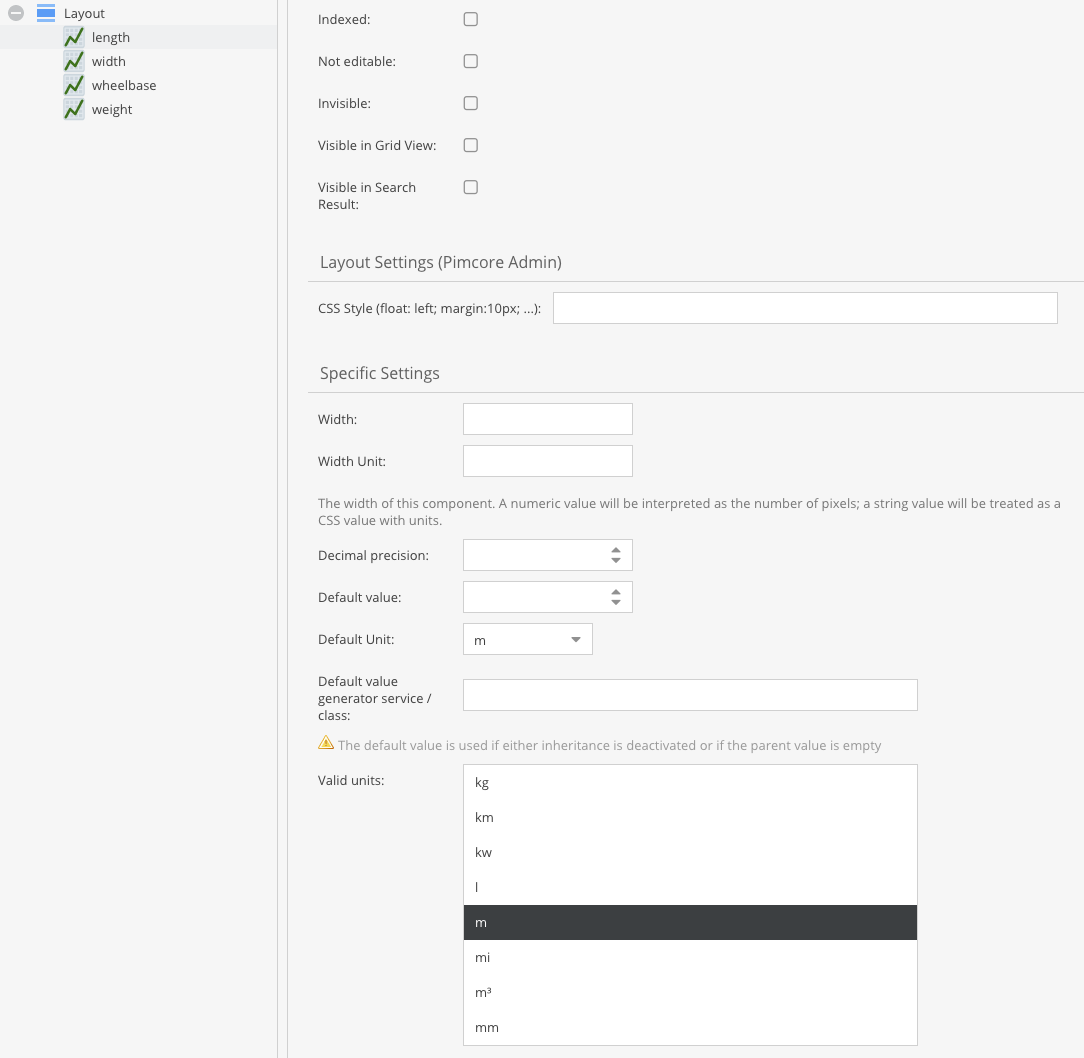 Layout
length
width
wheelbase
weight
Indexed:
Not editable:
Invisible:
Visible in Grid View:
Visible in Search
Result:
Layout Settings (Pimcore Admin)
CSS Style (float: left; margin:10px; ...):
Specific Settings
Width:
Width Unit:
The width of this component. A numeric value will be interpreted as the number of pixels; a string value will be treated as a
CSS value with units.
Decimal precision:
Default value:
Default Unit:
m
Default value
generator service /
class:
The default value is used if either inheritance is deactivated or if the parent value is empty
Valid units:
kg
km
kw
l
m
mi
m³
mm